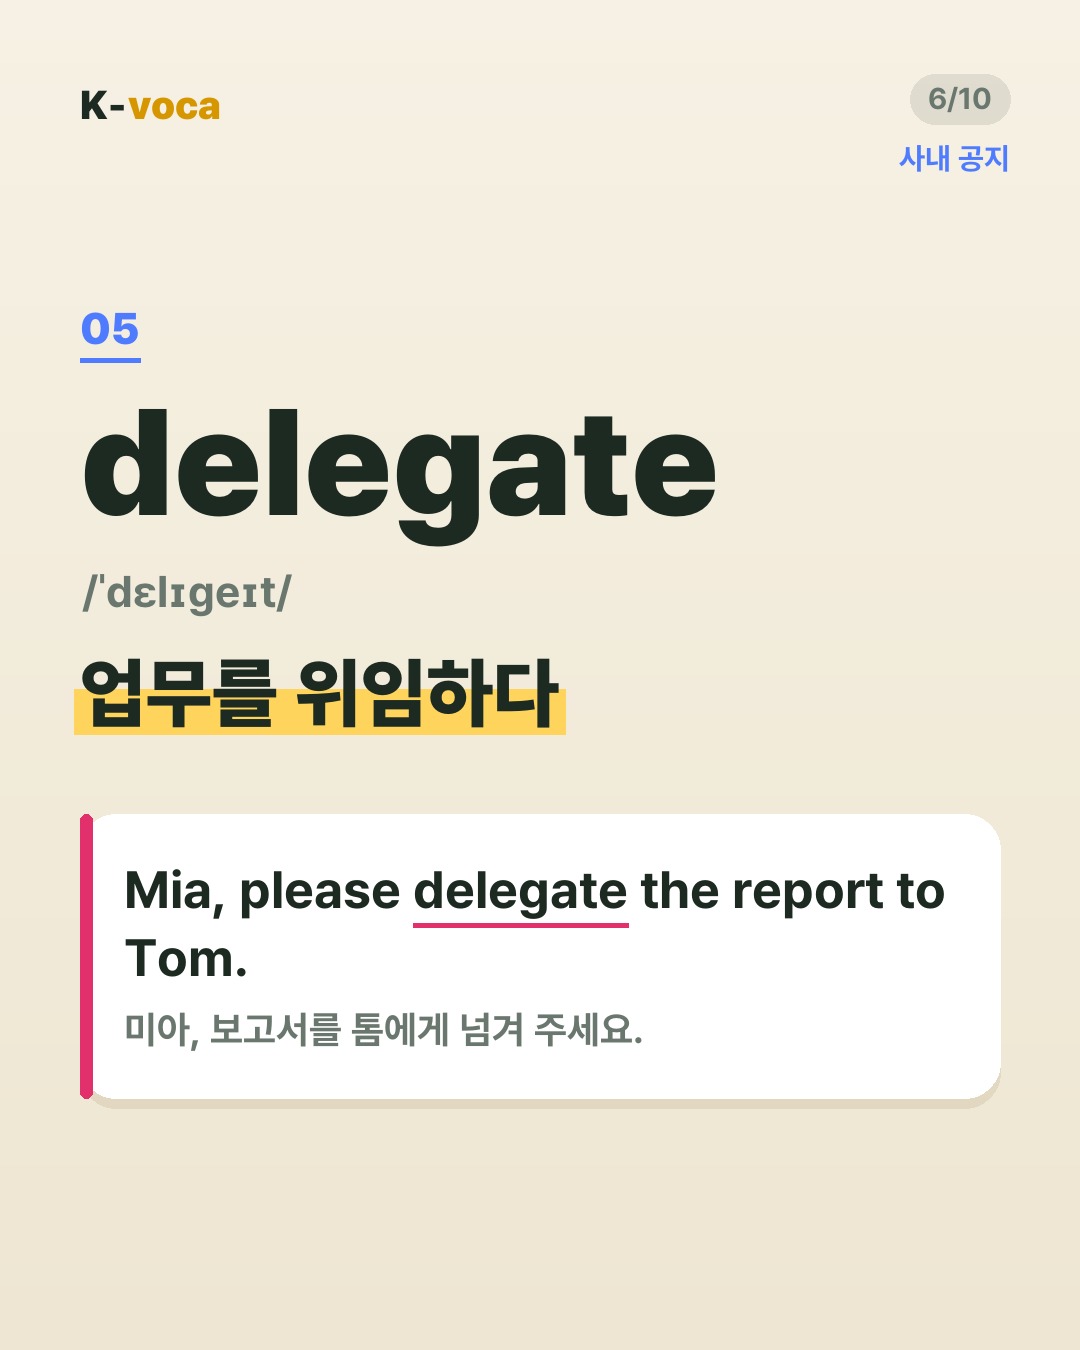 K-voca
6/10
사내 공지
05
delegate
/ˈdɛlɪgeɪt/
업무를 위임하다
Mia, please delegate the report to
Tom.
미아, 보고서를 톰에게 넘겨 주세요.